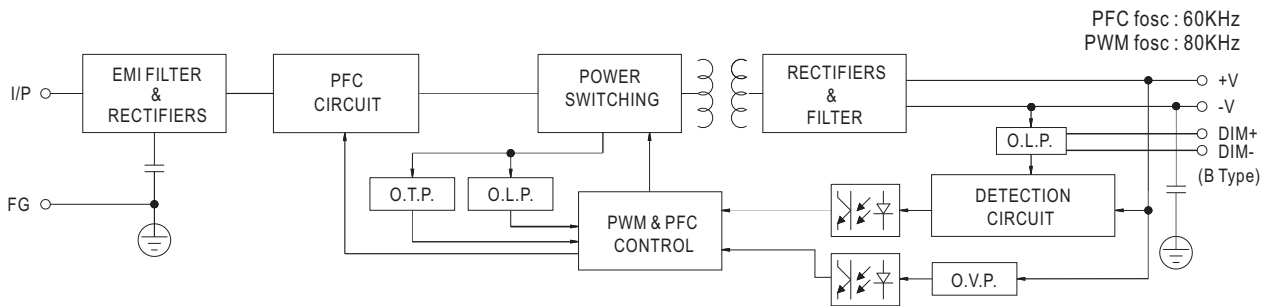 PFC fosc : 60KHz
PWM fosc : 80KHz
I/P
EMI FILTER
&
RECTIFIERS
PFC
CIRCUIT
POWER
SWITCHING
RECTIFIERS
&
FILTER
+V
-V
O.L.P.
DIM+
DIM-
(B Type)
FG
O.T.P.
O.L.P.
PWM & PFC
CONTROL
DETECTION
CIRCUIT
O.V.P.